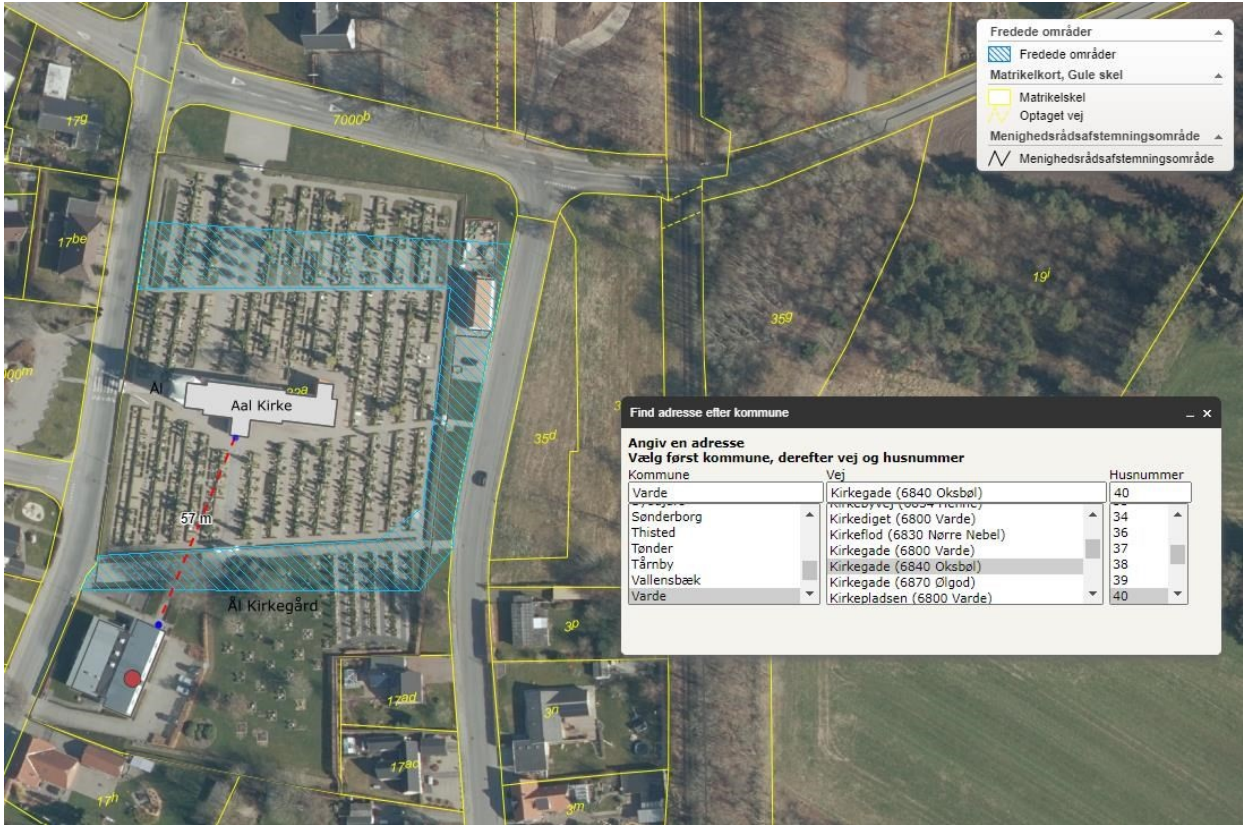 Fredede områder
Fredede områder
Matrikelkort, Gule skel
Matrikelskel
Optaget vej
Menighedsrådsafstemningsområde
Menighedsrådsafstemningsområde
17g
7000b
17be
19l
35g
000m
Ål
Aal Kirke
35d
57 m
Ål Kirkegård
3p
17ad
3n
17ac
17h
3m
Find adresse efter kommune
Angiv en adresse
Vælg først kommune, derefter vej og husnummer
Kommune Vej Husnummer
Varde Kirkegade (6840 Oksbøl) 40
Sønderborg Kirkediget (6800 Varde) 34
Thisted Kirkeflod (6830 Nørre Nebel) 36
Tønder Kirkegade (6800 Varde) 37
Tårnby Kirkegade (6840 Oksbøl) 38
Vallensbæk Kirkegade (6870 Ølgod) 39
Varde Kirkepladsen (6800 Varde) 40